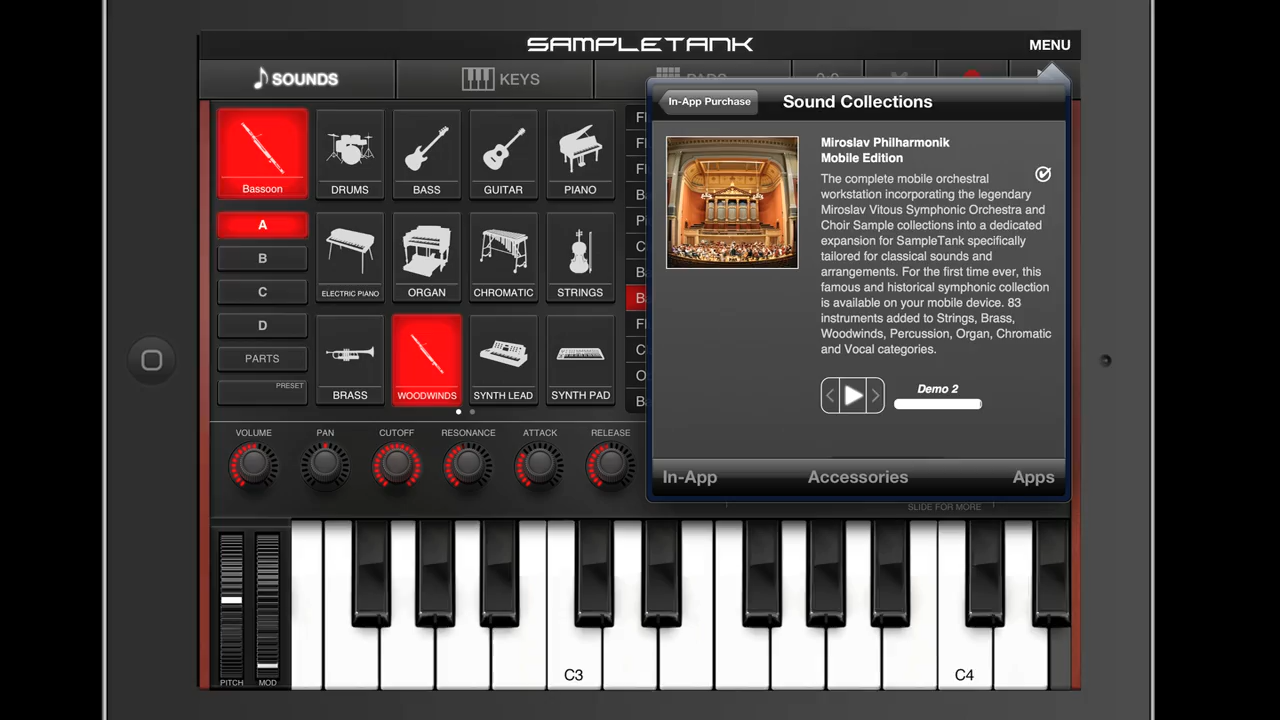 SAMPLETANK
MENU
SOUNDS
KEYS
PADS
In-App Purchase
Sound Collections
Bassoon
DRUMS
BASS
GUITAR
PIANO
A
B
C
D
PARTS
PRESET
ELECTRIC PIANO
ORGAN
CHROMATIC
STRINGS
BRASS
WOODWINDS
SYNTH LEAD
SYNTH PAD
Miroslav Philharmonik
Mobile Edition
The complete mobile orchestral
workstation incorporating the legendary
Miroslav Vitous Symphonic Orchestra and
Choir Sample collections into a dedicated
expansion for SampleTank specifically
tailored for classical sounds and
arrangements. For the first time ever, this
famous and historical symphonic collection
is available on your mobile device. 83
instruments added to Strings, Brass,
Woodwinds, Percussion, Organ, Chromatic
and Vocal categories.
Demo 2
In-App
Accessories
Apps
VOLUME
PAN
CUTOFF
RESONANCE
ATTACK
RELEASE
SLIDE FOR MORE
PITCH
MOD
C3
C4